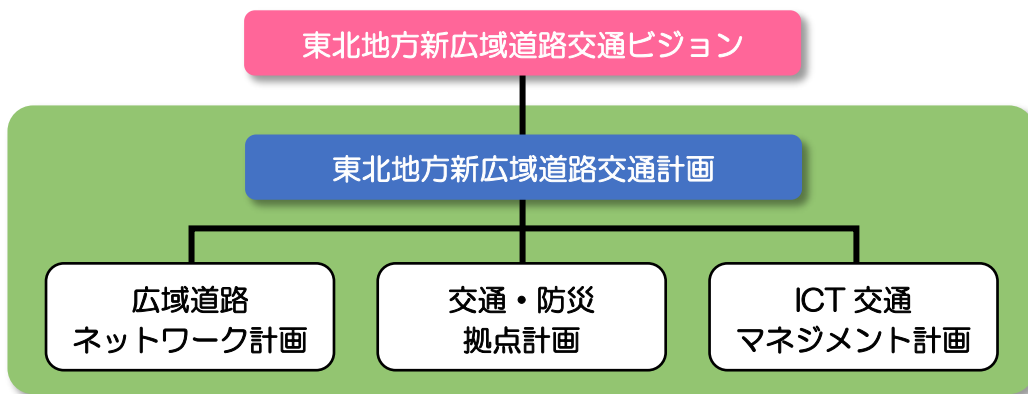 東北地方新広域道路交通ビジョン
東北地方新広域道路交通計画
広域道路
ネットワーク計画
交通・防災
拠点計画
ICT 交通
マネジメント計画